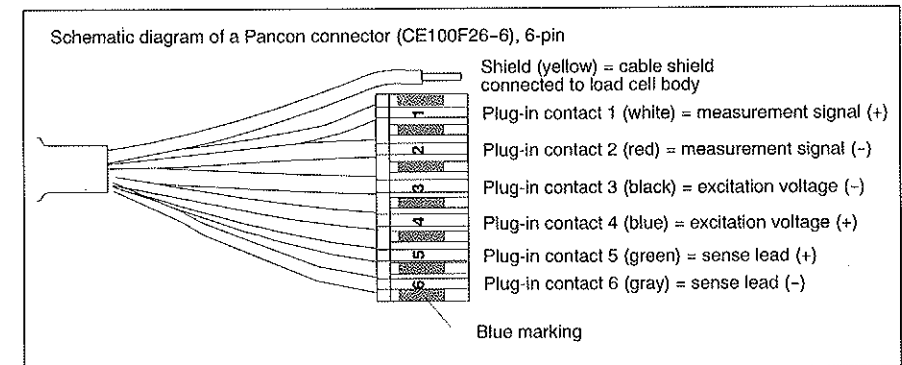 Schematic diagram of a Pancon connector (CE100F26-6), 6-pin
Shield (yellow) = cable shield
connected to load cell body
1
Plug-in contact 1 (white) = measurement signal (+)
2
Plug-in contact 2 (red) = measurement signal (-)
3
Plug-in contact 3 (black) = excitation voltage (-)
4
Plug-in contact 4 (blue) = excitation voltage (+)
5
Plug-in contact 5 (green) = sense lead (+)
6
Plug-in contact 6 (gray) = sense lead (-)
Blue marking